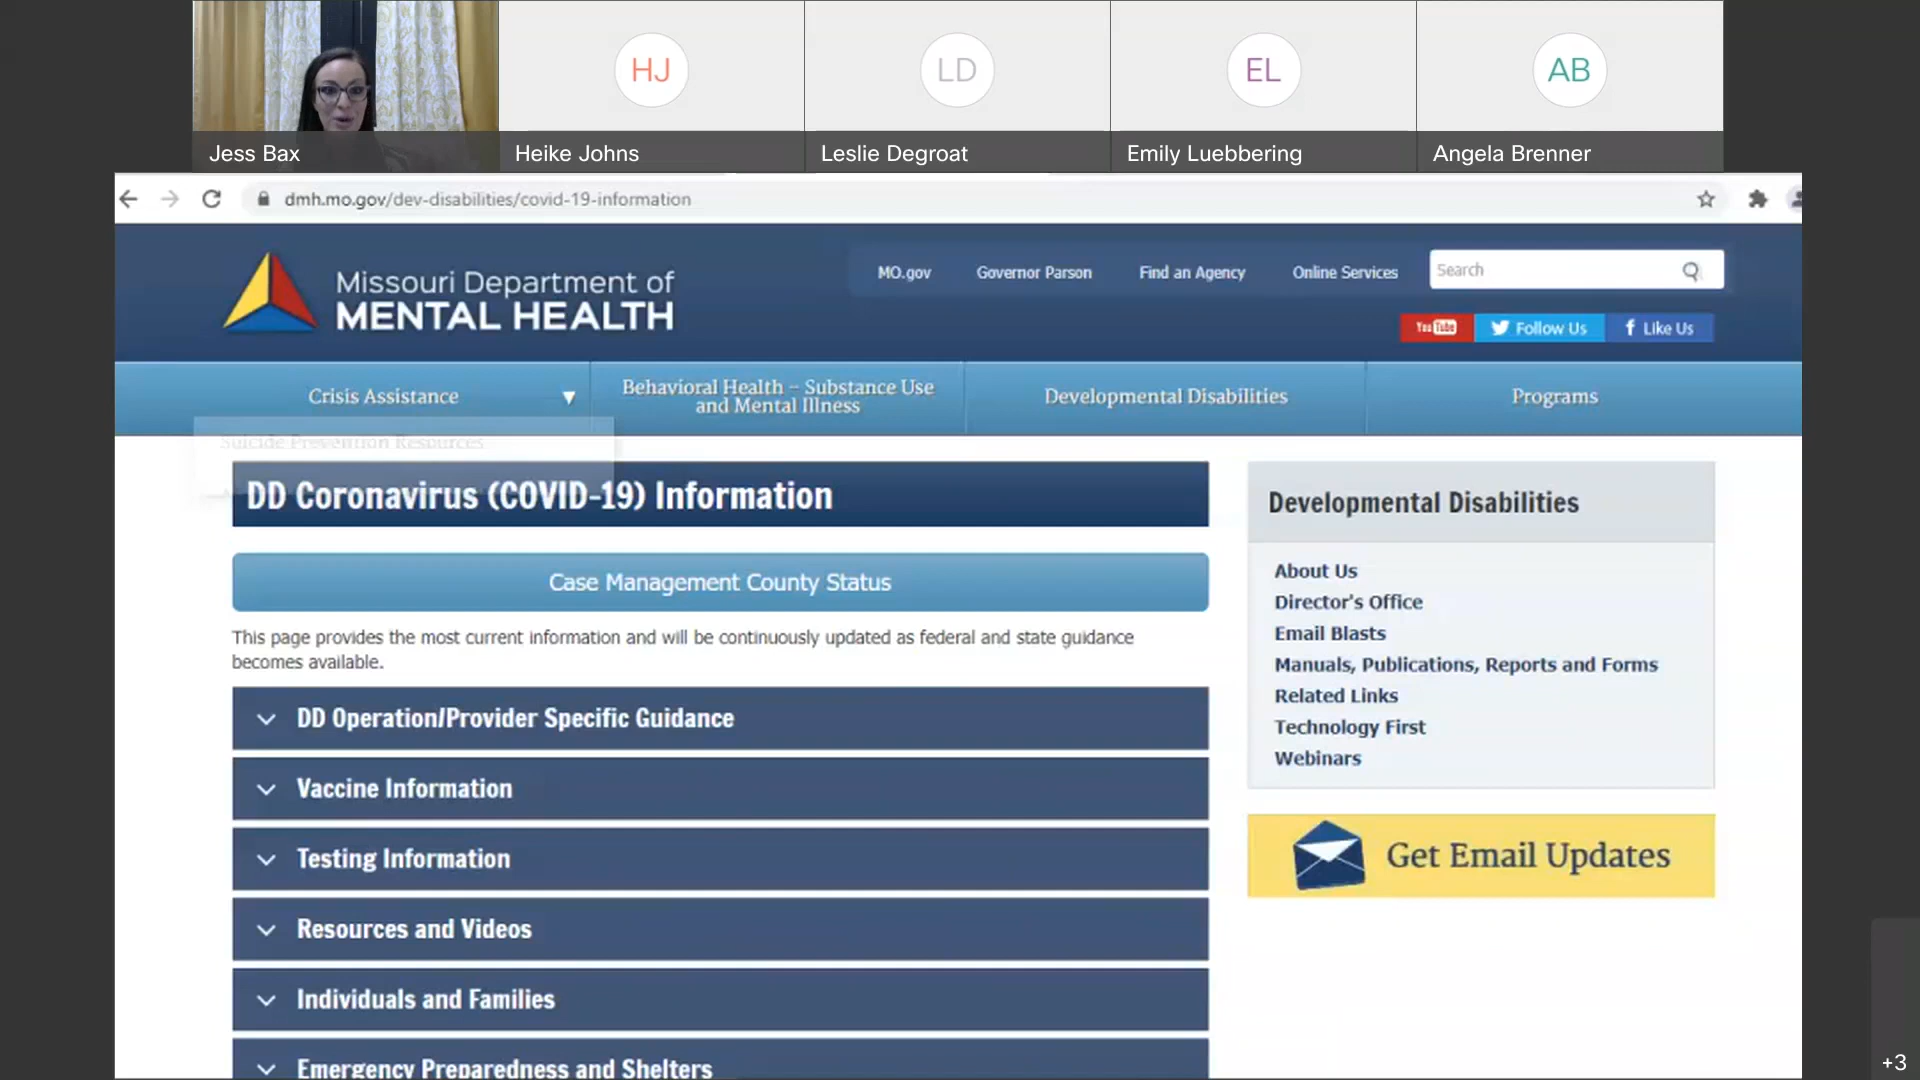 HJ
LD
EL
AB
Jess Bax
Heike Johns
Leslie Degroat
Emily Luebbering
Angela Brenner
dmh.mo.gov/dev-disabilities/covid-19-information
Missouri Department of
MENTAL HEALTH
MO.gov
Governor Parson
Find an Agency
Online Services
Search
YouTube
Follow Us
f Like Us
Crisis Assistance
Behavioral Health – Substance Use
and Mental Illness
Developmental Disabilities
Programs
Suicide Prevention Resources
DD Coronavirus (COVID-19) Information
Case Management County Status
This page provides the most current information and will be continuously updated as federal and state guidance
becomes available.
DD Operation/Provider Specific Guidance
Vaccine Information
Testing Information
Resources and Videos
Individuals and Families
Emergency Preparedness and Shelters
Developmental Disabilities
About Us
Director's Office
Email Blasts
Manuals, Publications, Reports and Forms
Related Links
Technology First
Webinars
Get Email Updates
+3